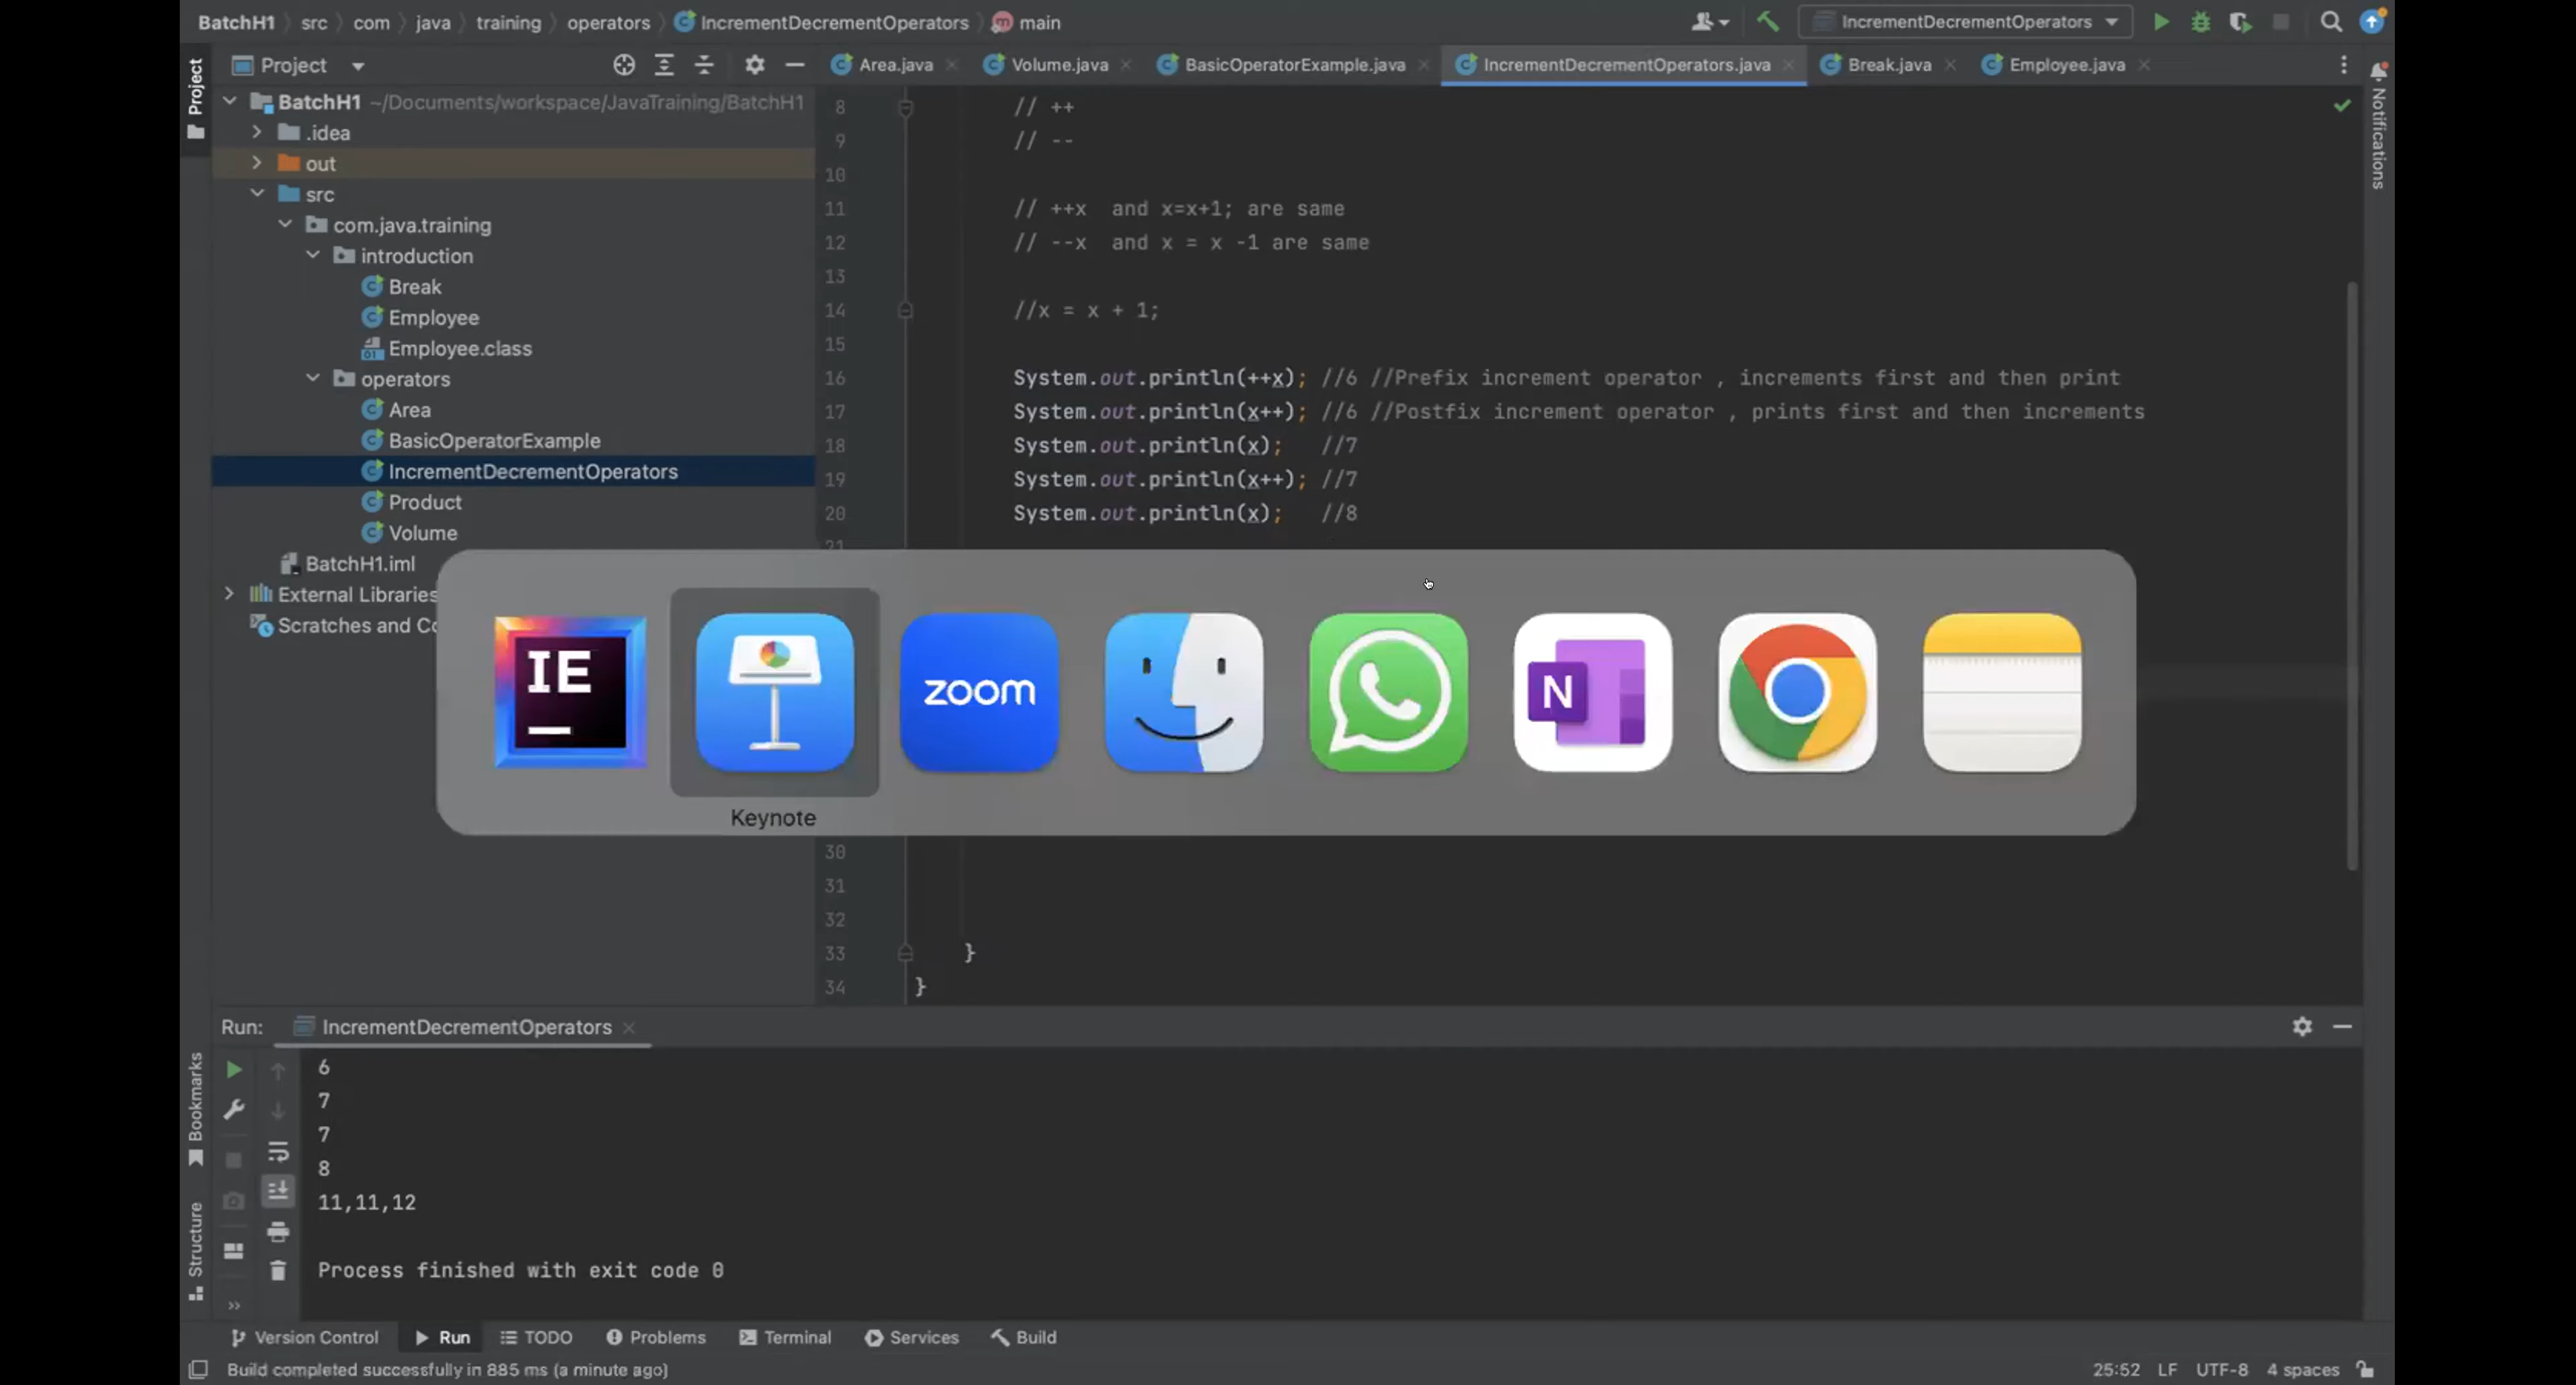 BatchH1 src com java training operators IncrementDecrementOperators main
IncrementDecrementOperators
Project
Area.java
Volume.java
BasicOperatorExample.java
IncrementDecrementOperators.java
Break.java
Employee.java
Project
Notifications
BatchH1 ~/Documents/workspace/JavaTraining/BatchH1
.idea
out
src
com.java.training
introduction
Break
Employee
Employee.class
operators
Area
BasicOperatorExample
IncrementDecrementOperators
Product
Volume
BatchH1.iml
External Libraries
Scratches and Co
8 // ++
9 // --
10
11 // ++x and x=x+1; are same
12 // --x and x = x -1 are same
13
14 //x = x + 1;
15
16 System.out.println(++x); //6 //Prefix increment operator , increments first and then print
17 System.out.println(x++); //6 //Postfix increment operator , prints first and then increments
18 System.out.println(x); //7
19 System.out.println(x++); //7
20 System.out.println(x); //8
21
IE
zoom
N
Keynote
30
31
32
33 }
34 }
Run: IncrementDecrementOperators
6
7
7
8
11,11,12
Process finished with exit code 0
Bookmarks
Structure
Version Control
Run
TODO
Problems
Terminal
Services
Build
Build completed successfully in 885 ms (a minute ago)
25:52 LF UTF-8 4 spaces